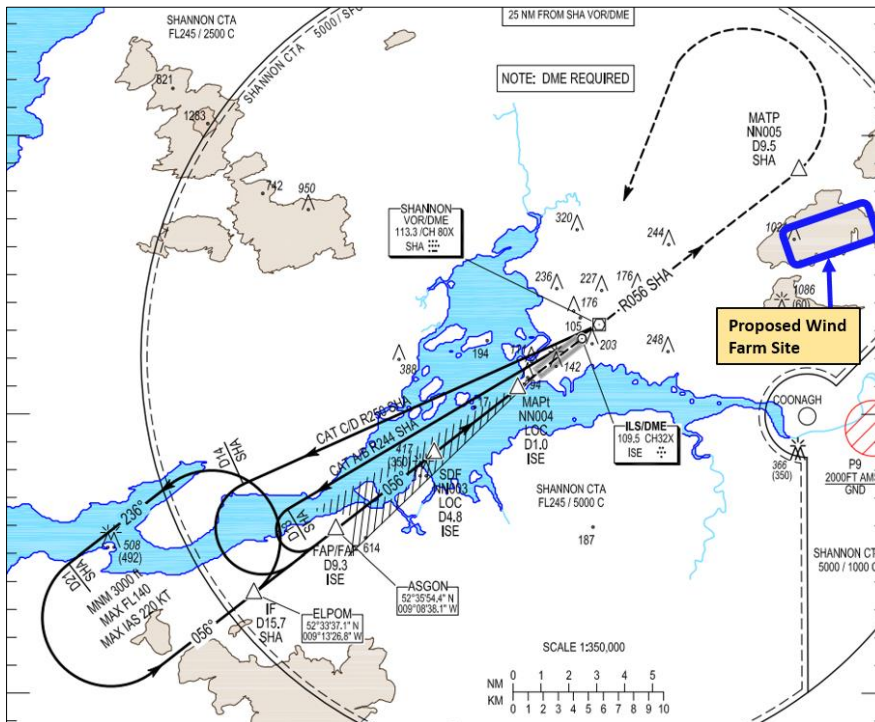 SHANNON CTA
FL245 / 2500 C
5000 / SFC
SHANNON CTA
25 NM FROM SHA VOR/DME
NOTE: DME REQUIRED
MATP
NN005
D9.5
SHA
821
1283
742
950
SHANNON
VOR/DME
113.3 /CH 80X
SHA
320
244
236
227
176
176
R056 SHA
1086
(60)
Proposed Wind
Farm Site
105
203
248
194
388
142
MAPt
NN004
LOC
D1.0
ISE
ILS/DME
109.5 CH32X
ISE
COONAGH
366
(350)
P9
2000FT AMS
GND
CAT C/D R250 SHA
CAT A/B R244 SHA
D14
SHA
417
(350)
056°
SDF
NN003
LOC
D4.8
ISE
SHANNON CTA
FL245 / 5000 C
187
236°
508
(492)
D21
SHA
MNM 3000 ft
MAX FL140
MAX IAS 220 KT
SHA
FAP/FAF
D9.3
ISE
614
ASGON
52°35'54,4" N
009°08'38.1" W
SHANNON CT
5000 / 1000 C
056°
IF
D15.7
SHA
ELPOM
52°33'37.1" N
009°13'26,8" W
SCALE 1:350,000
NM
0 1 2 3 4 5
KM
0 1 2 3 4 5 6 7 8 9 10